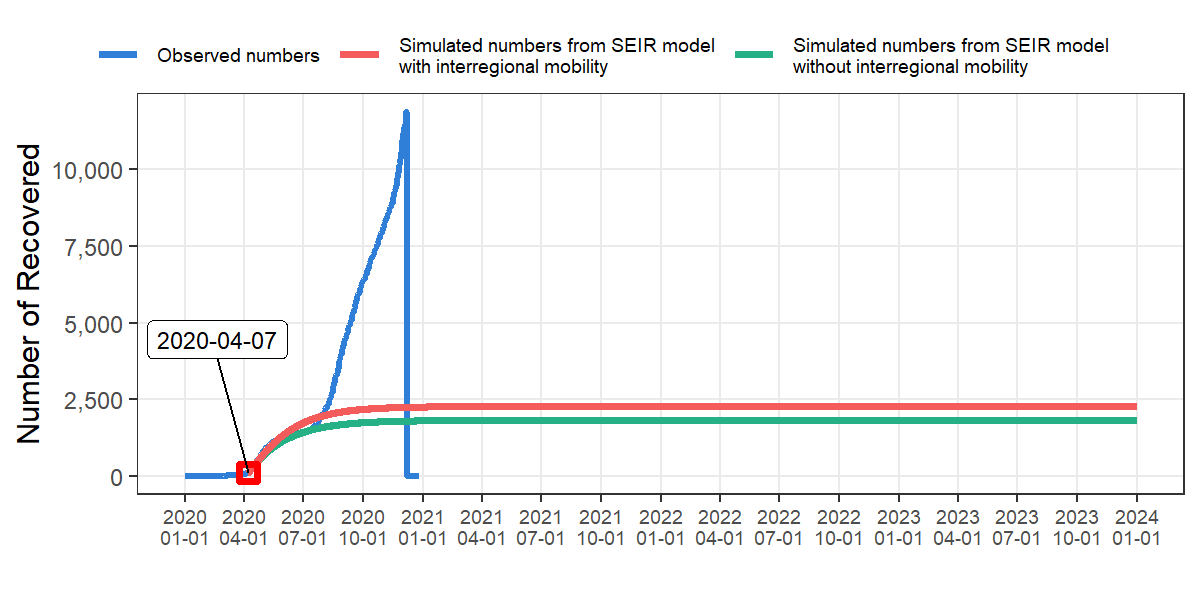 Observed numbers
Simulated numbers from SEIR model
with interregional mobility
Simulated numbers from SEIR model
without interregional mobility
Number of Recovered
10,000
7,500
5,000
2,500
0
2020-04-07
2020 2020 2020 2020 2021 2021 2021 2021 2022 2022 2022 2022 2023 2023 2023 2023 2024
01-01 04-01 07-01 10-01 01-01 04-01 07-01 10-01 01-01 04-01 07-01 10-01 01-01 04-01 07-01 10-01 01-01